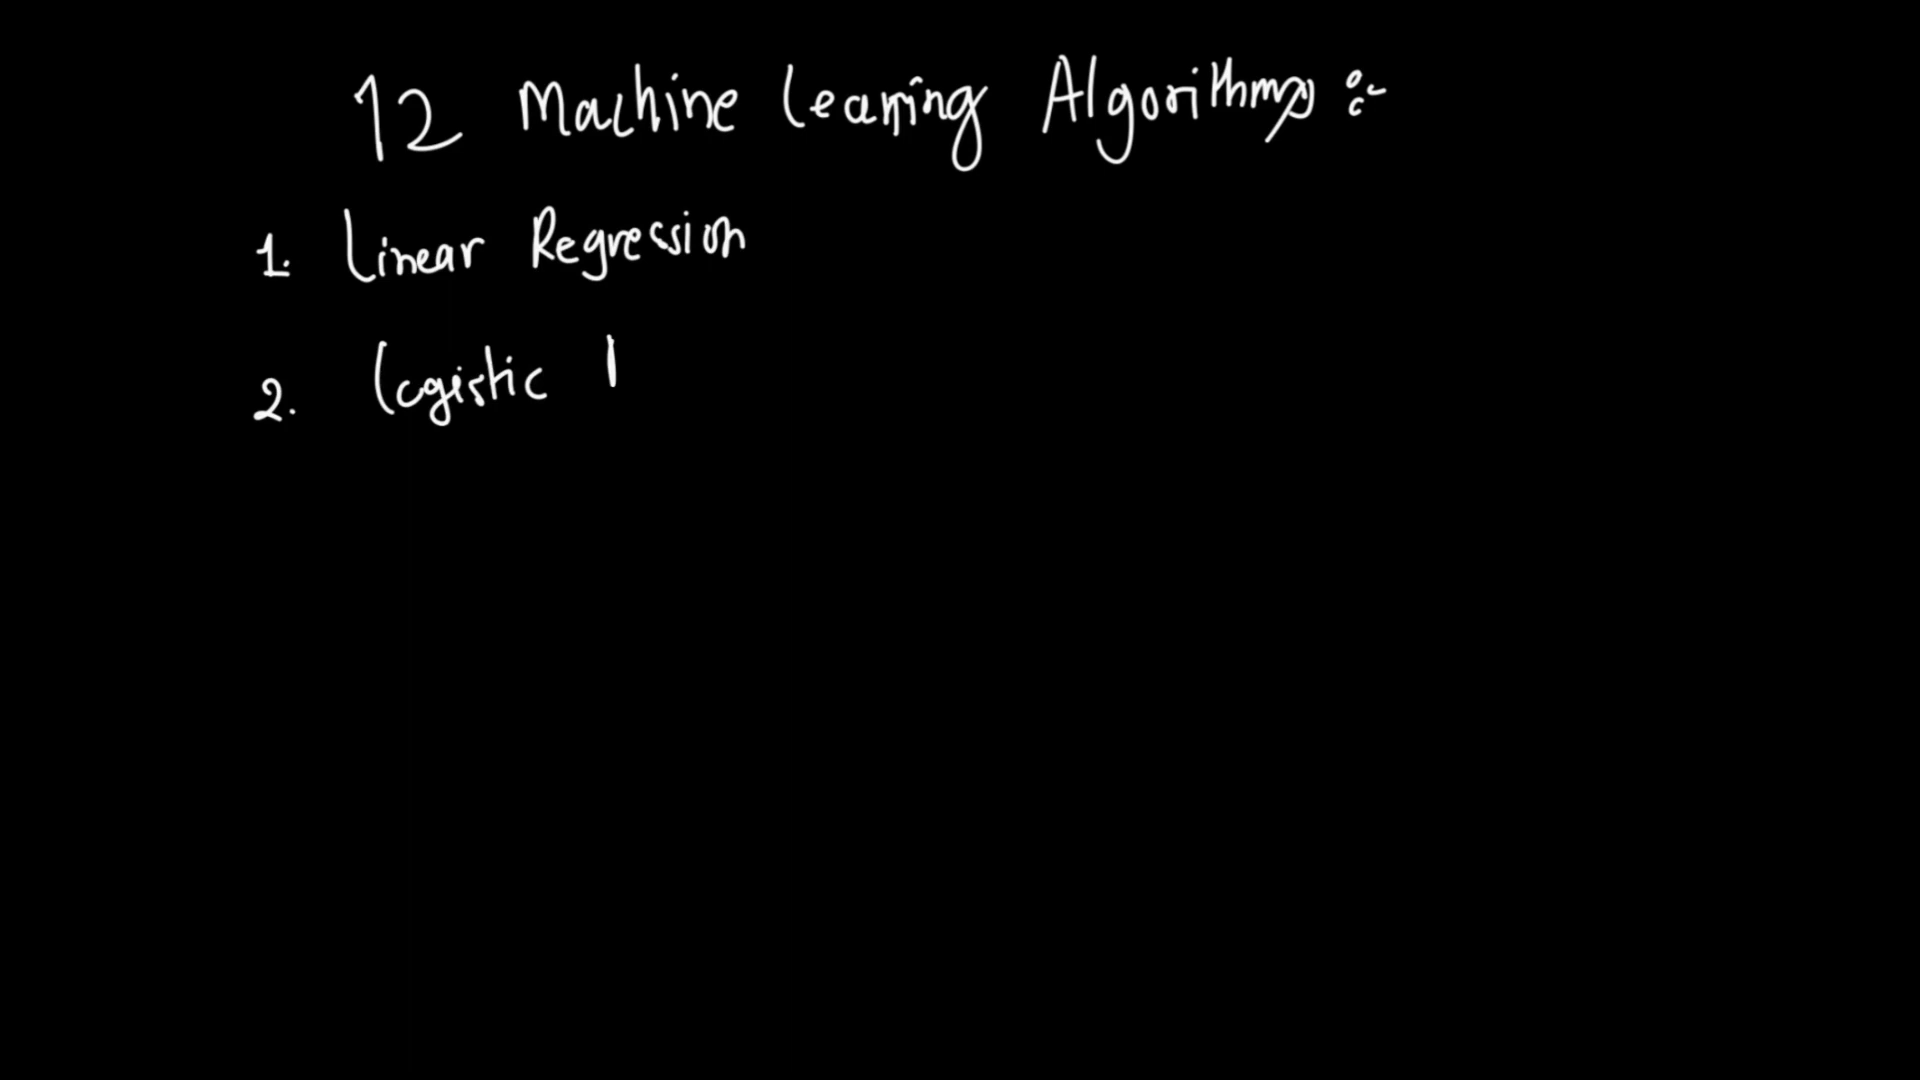 12 Machine Learning Algorithms :-
1. Linear Regression
2. Logistic